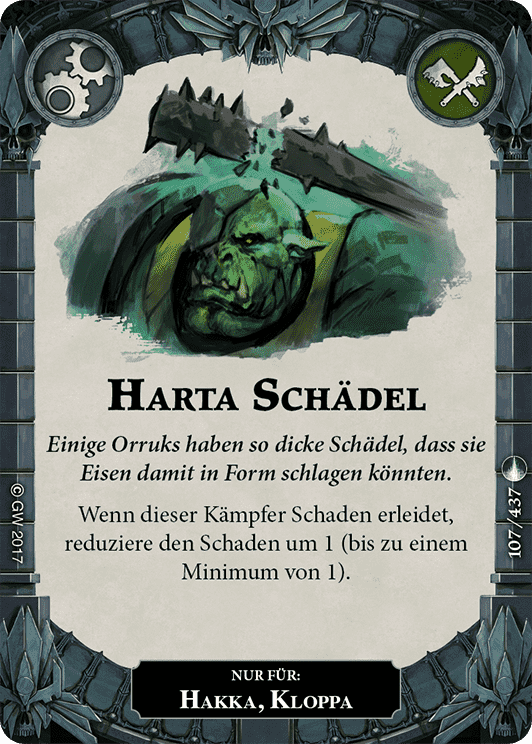 HARTA SCHÄDEL
Einige Orruks haben so dicke Schädel, dass sie
Eisen damit in Form schlagen könnten.
Wenn dieser Kämpfer Schaden erleidet,
reduziere den Schaden um 1 (bis zu einem
Minimum von 1).
© GW 2017
107/437
NUR FÜR:
HAKKA, KLOPPA